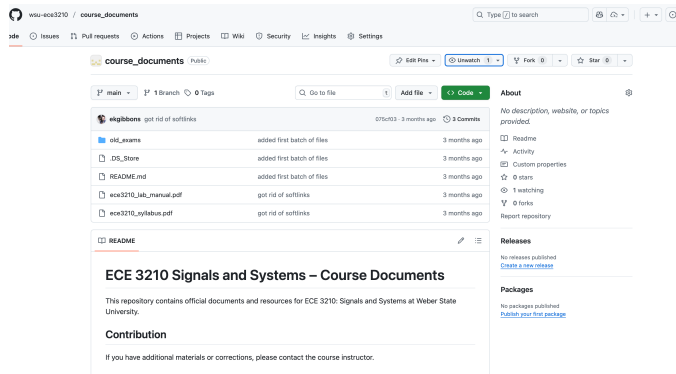 wsu-ece3210 / course_documents
Type / to search
ode Issues Pull requests Actions Projects Wiki Security Insights Settings
course_documents Public
Edit Pins Unwatch 1 Fork 0 Star 0
main 1 Branch 0 Tags Go to file t Add file <> Code
ekgibbons got rid of softlinks 075cf03 · 3 months ago 3 Commits
old_exams added first batch of files 3 months ago
.DS_Store added first batch of files 3 months ago
README.md added first batch of files 3 months ago
ece3210_lab_manual.pdf got rid of softlinks 3 months ago
ece3210_syllabus.pdf got rid of softlinks 3 months ago
README
ECE 3210 Signals and Systems – Course Documents
This repository contains official documents and resources for ECE 3210: Signals and Systems at Weber State
University.
Contribution
If you have additional materials or corrections, please contact the course instructor.
About
No description, website, or topics
provided.
Readme
Activity
Custom properties
0 stars
1 watching
0 forks
Report repository
Releases
No releases published
Create a new release
Packages
No packages published
Publish your first package